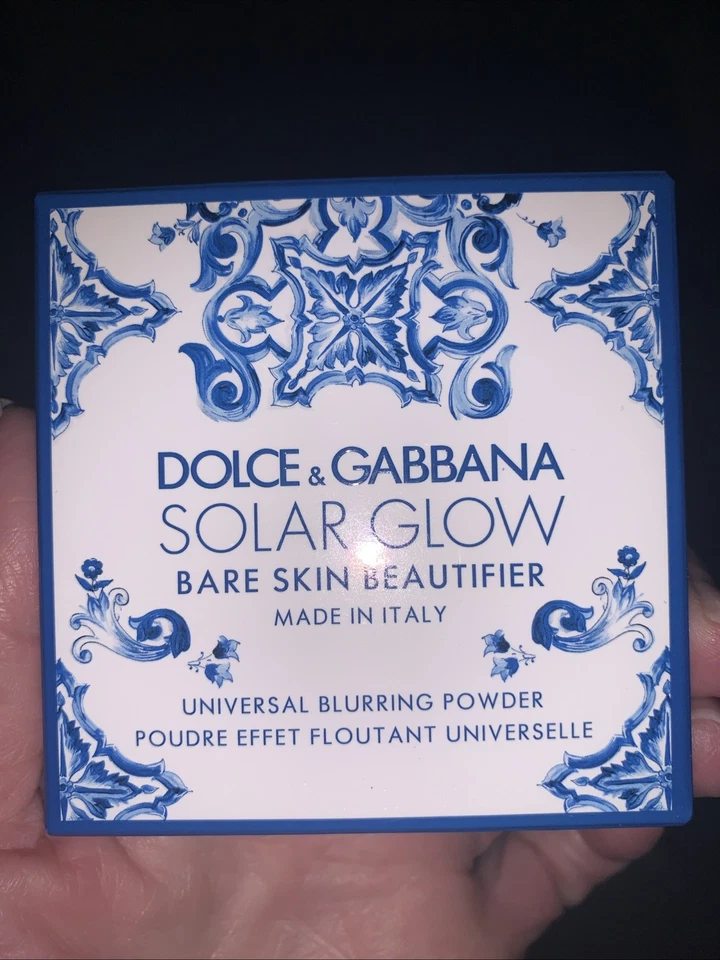 DOLCE & GABBANA
SOLAR GLOW
BARE SKIN BEAUTIFIER
MADE IN ITALY
UNIVERSAL BLURRING POWDER
POUDRE EFFET FLOUTANT UNIVERSELLE